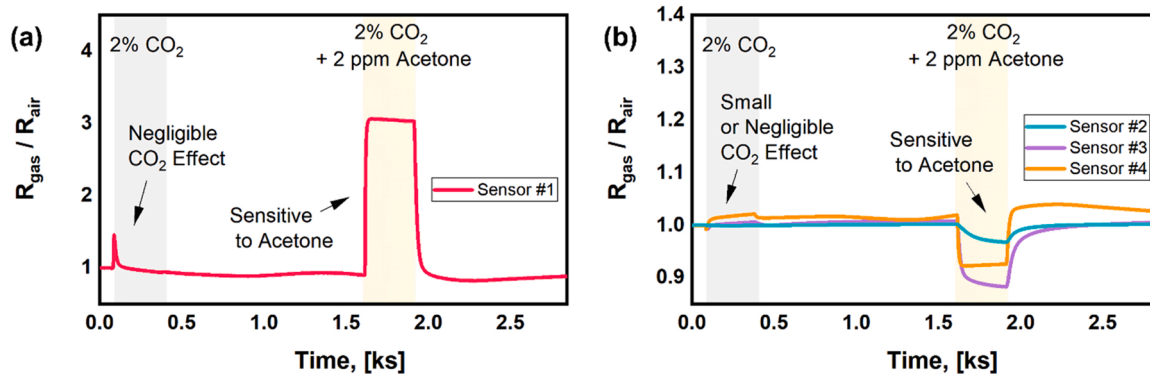 (a)
2% CO₂
2% CO₂
+ 2 ppm Acetone
Negligible
CO₂ Effect
Sensitive
to Acetone
Sensor #1
4
3
2
1
R_gas / R_air
0.0
0.5
1.0
1.5
2.0
2.5
Time, [ks]
(b)
2% CO₂
2% CO₂
+ 2 ppm Acetone
Small
or Negligible
CO₂ Effect
Sensitive
to Acetone
Sensor #2
Sensor #3
Sensor #4
1.4
1.3
1.2
1.1
1.0
0.9
R_gas / R_air
0.0
0.5
1.0
1.5
2.0
2.5
Time, [ks]